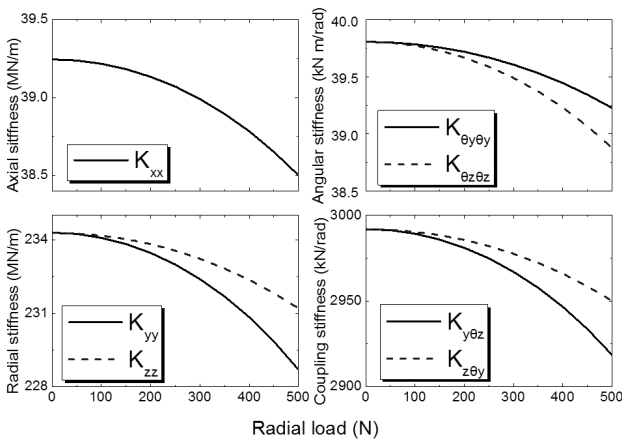 39.5
39.0
38.5
Axial sitffness (MN/m)
Kxx
40.0
39.5
39.0
38.5
Angular stiffness (kN m/rad)
Kθyθy
Kθzθz
234
231
228
Radial stiffness (MN/m)
Kyy
Kzz
0 100 200 300 400 500
3000
2950
2900
Coupling stiffness (kN/rad)
Kyθz
Kzθy
0 100 200 300 400 500
Radial load (N)